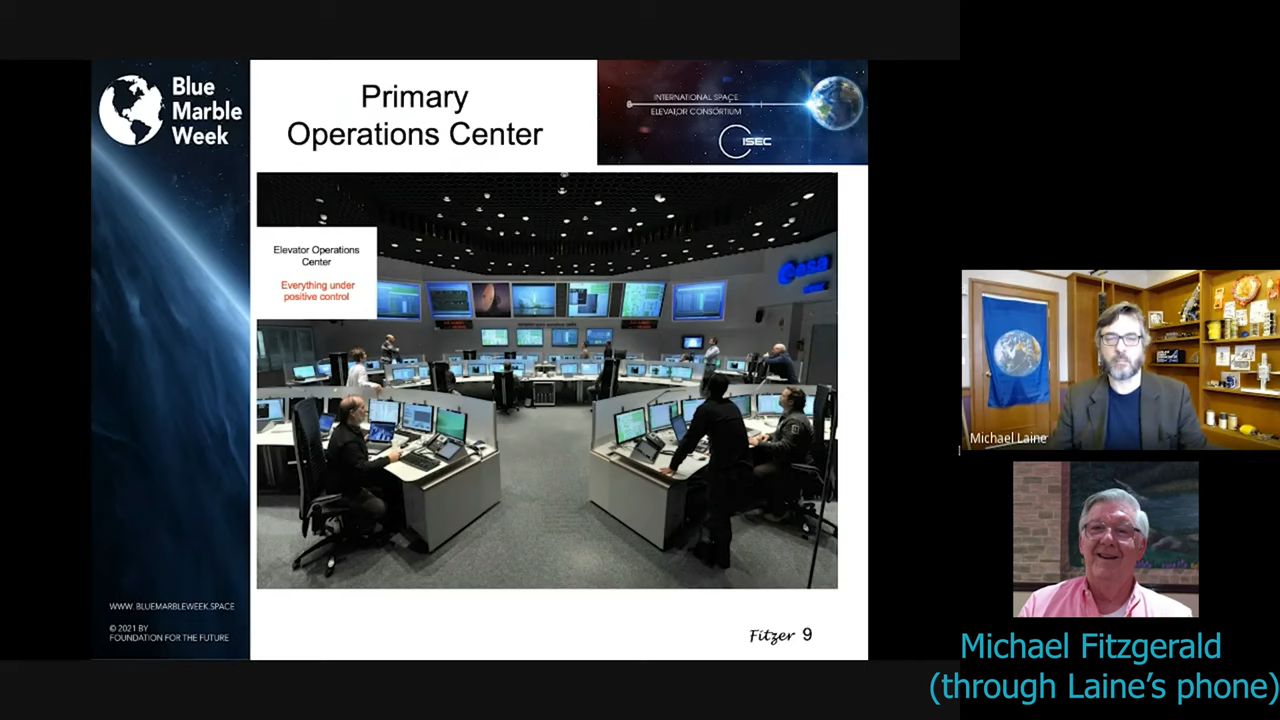 Blue
Marble
Week
Primary
Operations Center
INTERNATIONAL SPACE
ELEVATOR CONSORTIUM
ISEC
Elevator Operations
Center
Everything under
positive control
esa
WWW. BLUEMARBLEWEEK.SPACE
© 2021 BY
FOUNDATION FOR THE FUTURE
Fitzer 9
Michael Laine
Michael Fitzgerald
(through Laine’s phone)